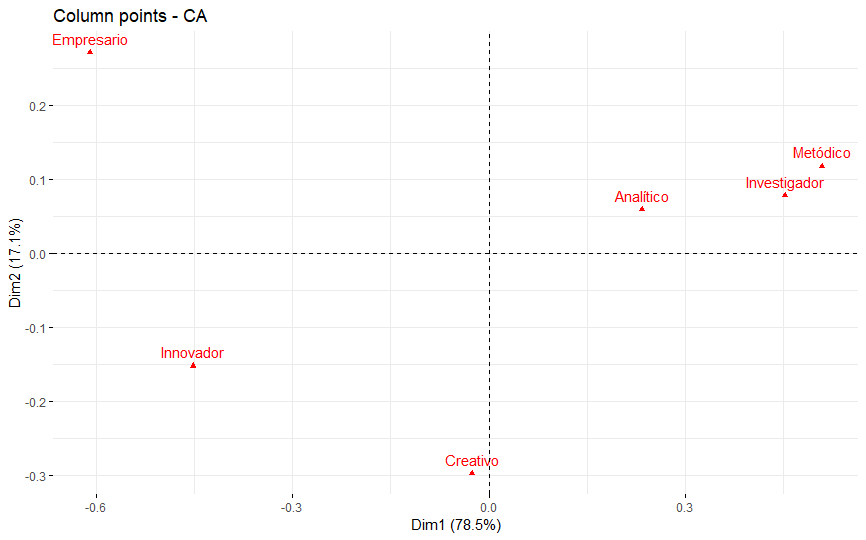 Column points - CA
Empresario
0.2
Metódico
0.1
Investigador
Analítico
0.0
Dim2 (17.1%)
-0.1
Innovador
-0.2
Creativo
-0.3
-0.6
-0.3
0.0
0.3
Dim1 (78.5%)